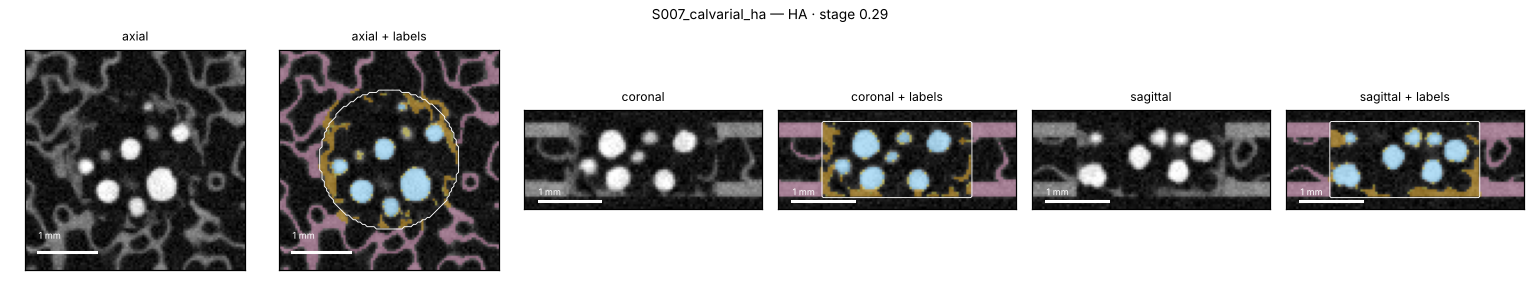 S007_calvarial_ha — HA · stage 0.29
axial
axial + labels
coronal
coronal + labels
sagittal
sagittal + labels
1 mm
1 mm
1 mm
1 mm
1 mm
1 mm